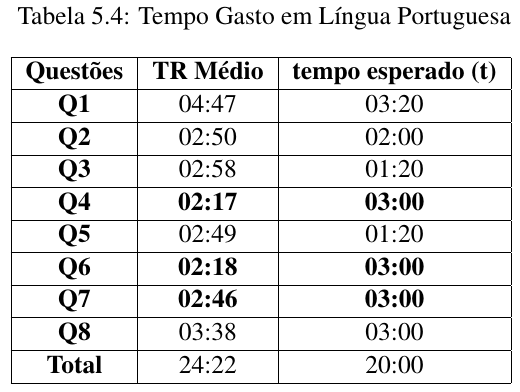 Tabela 5.4: Tempo Gasto em Língua Portuguesa
Questões TR Médio tempo esperado (t)
Q1 04:47 03:20
Q2 02:50 02:00
Q3 02:58 01:20
Q4 02:17 03:00
Q5 02:49 01:20
Q6 02:18 03:00
Q7 02:46 03:00
Q8 03:38 03:00
Total 24:22 20:00